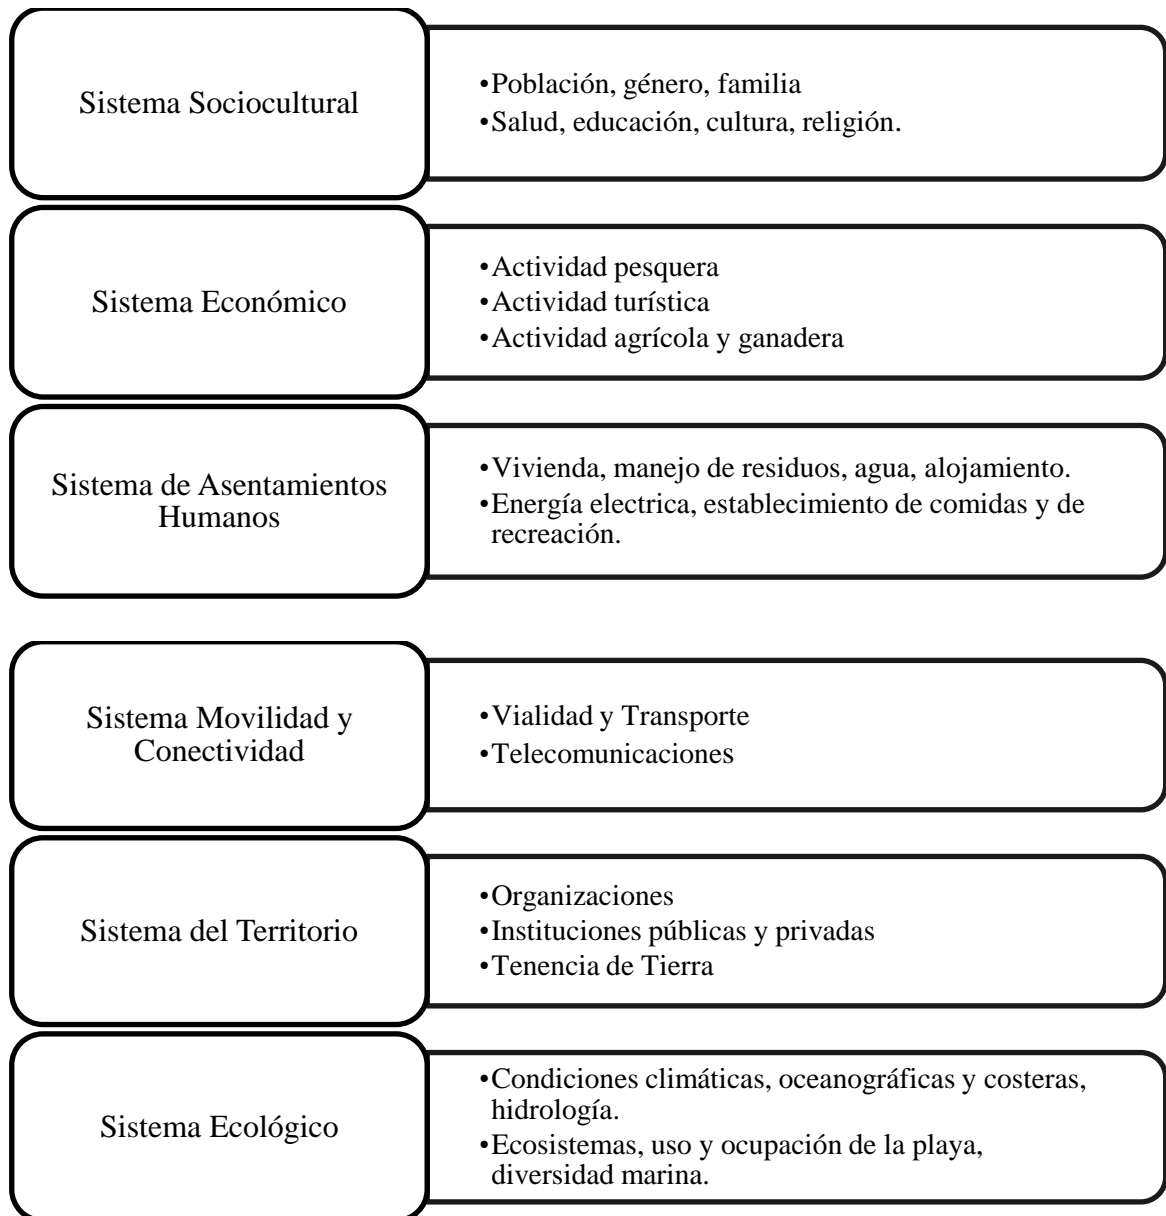 Sistema Sociocultural
•Población, género, familia
•Salud, educación, cultura, religión.
Sistema Económico
•Actividad pesquera
•Actividad turística
•Actividad agrícola y ganadera
Sistema de Asentamientos
Humanos
•Vivienda, manejo de residuos, agua, alojamiento.
•Energía electrica, establecimiento de comidas y de
recreación.
Sistema Movilidad y
Conectividad
•Vialidad y Transporte
•Telecomunicaciones
Sistema del Territorio
•Organizaciones
•Instituciones públicas y privadas
•Tenencia de Tierra
Sistema Ecológico
•Condiciones climáticas, oceanográficas y costeras,
hidrología.
•Ecosistemas, uso y ocupación de la playa,
diversidad marina.